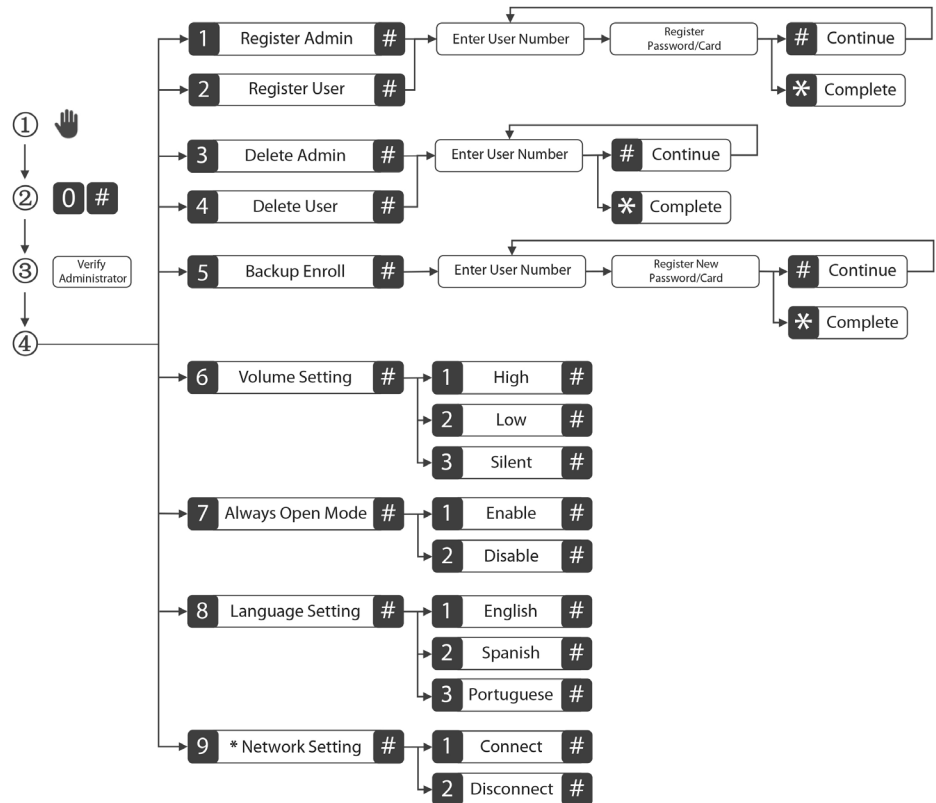 1 Register Admin # Enter User Number Register Password/Card # Continue
2 Register User # * Complete
①
3 Delete Admin # Enter User Number # Continue
② 0 #
4 Delete User # * Complete
③ Verify Administrator
5 Backup Enroll # Enter User Number Register New Password/Card # Continue
* Complete
④
6 Volume Setting # 1 High #
2 Low #
3 Silent #
7 Always Open Mode # 1 Enable #
2 Disable #
8 Language Setting # 1 English #
2 Spanish #
3 Portuguese #
9 * Network Setting # 1 Connect #
2 Disconnect #